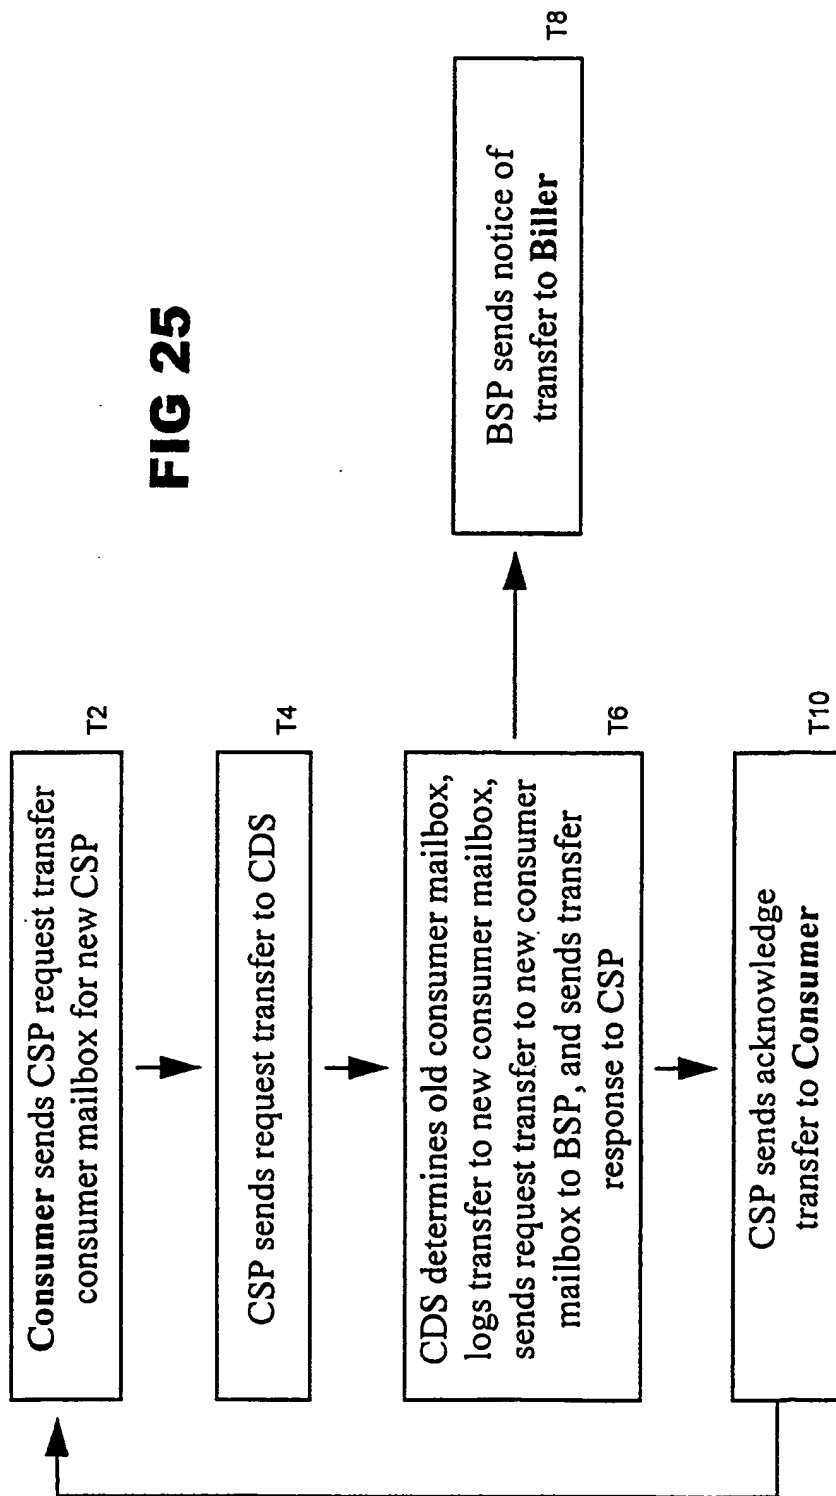 FIG 25
Consumer sends CSP request transfer
consumer mailbox for new CSP
T2
CSP sends request transfer to CDS
T4
CDS determines old consumer mailbox,
logs transfer to new consumer mailbox,
sends request transfer to new consumer
mailbox to BSP, and sends transfer
response to CSP
T6
BSP sends notice of
transfer to Biller
T8
CSP sends acknowledge
transfer to Consumer
T10